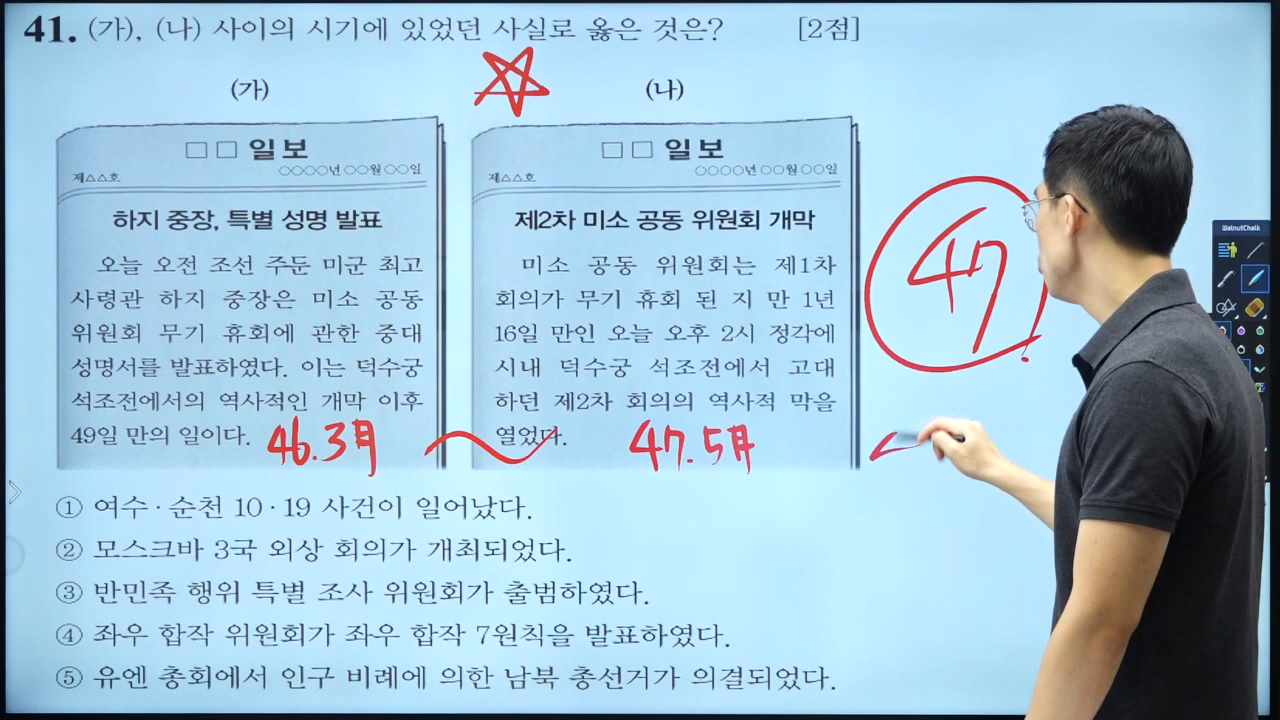 41. (가), (나) 사이의 시기에 있었던 사실로 옳은 것은? [2점]
(가)
□□일보
제△△호 ○○○○년 ○○월 ○○일
하지 중장, 특별 성명 발표
오늘 오전 조선 주둔 미군 최고
사령관 하지 중장은 미소 공동
위원회 무기 휴회에 관한 중대
성명서를 발표하였다. 이는 덕수궁
석조전에서의 역사적인 개막 이후
49일 만의 일이다.
46.3月
(나)
□□일보
제△△호 ○○○○년 ○○월 ○○일
제2차 미소 공동 위원회 개막
미소 공동 위원회는 제1차
회의가 무기 휴회 된 지 만 1년
16일 만인 오늘 오후 2시 정각에
시내 덕수궁 석조전에서 고대
하던 제2차 회의의 역사적 막을
열었다.
47.5月
47
WalnutChalk
① 여수·순천 10·19 사건이 일어났다.
② 모스크바 3국 외상 회의가 개최되었다.
③ 반민족 행위 특별 조사 위원회가 출범하였다.
④ 좌우 합작 위원회가 좌우 합작 7원칙을 발표하였다.
⑤ 유엔 총회에서 인구 비례에 의한 남북 총선거가 의결되었다.